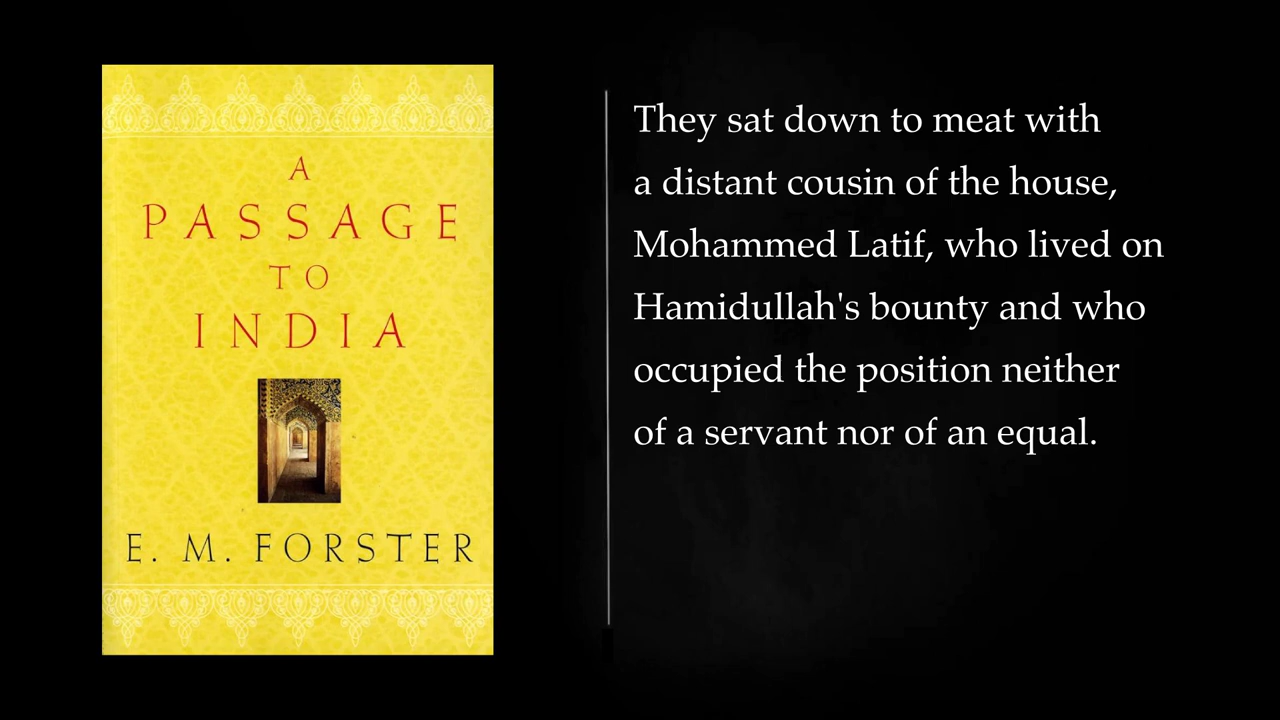 A
PASSAGE
TO
INDIA
E. M. FORSTER
They sat down to meat with
a distant cousin of the house,
Mohammed Latif, who lived on
Hamidullah's bounty and who
occupied the position neither
of a servant nor of an equal.